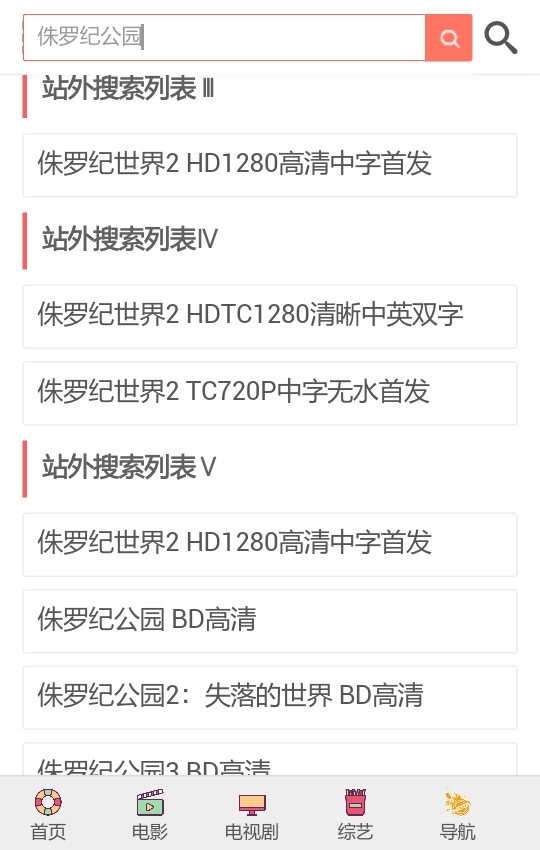 侏罗纪公园
站外搜索列表 Ⅲ
侏罗纪世界2 HD1280高清中字首发
站外搜索列表Ⅳ
侏罗纪世界2 HDTC1280清晰中英双字
侏罗纪世界2 TC720P中字无水首发
站外搜索列表 Ⅴ
侏罗纪世界2 HD1280高清中字首发
侏罗纪公园 BD高清
侏罗纪公园2：失落的世界 BD高清
侏罗纪公园3 BD高清
首页 电影 电视剧 综艺 导航